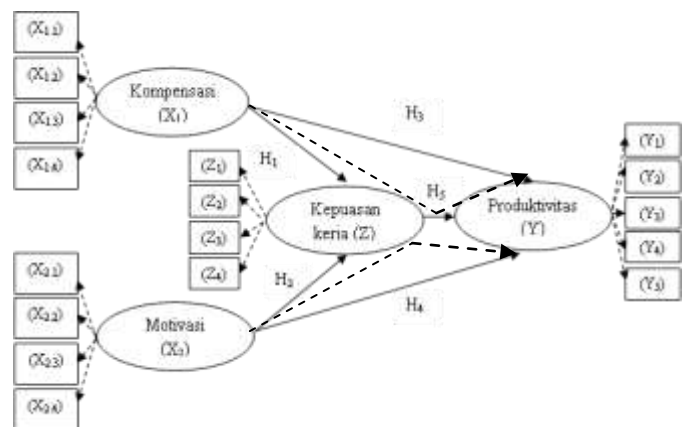 (X1.1)
(X1.2)
(X1.3)
(X1.4)
Kompensasi
(X1)
H3
H1
(Z1)
(Z2)
(Z3)
(Z4)
Kepuasan
kerja (Z)
H5
Produktivitas
(Y)
(Y1)
(Y2)
(Y3)
(Y4)
(Y5)
H2
H4
(X2.1)
(X2.2)
(X2.3)
(X2.4)
Motivasi
(X2)